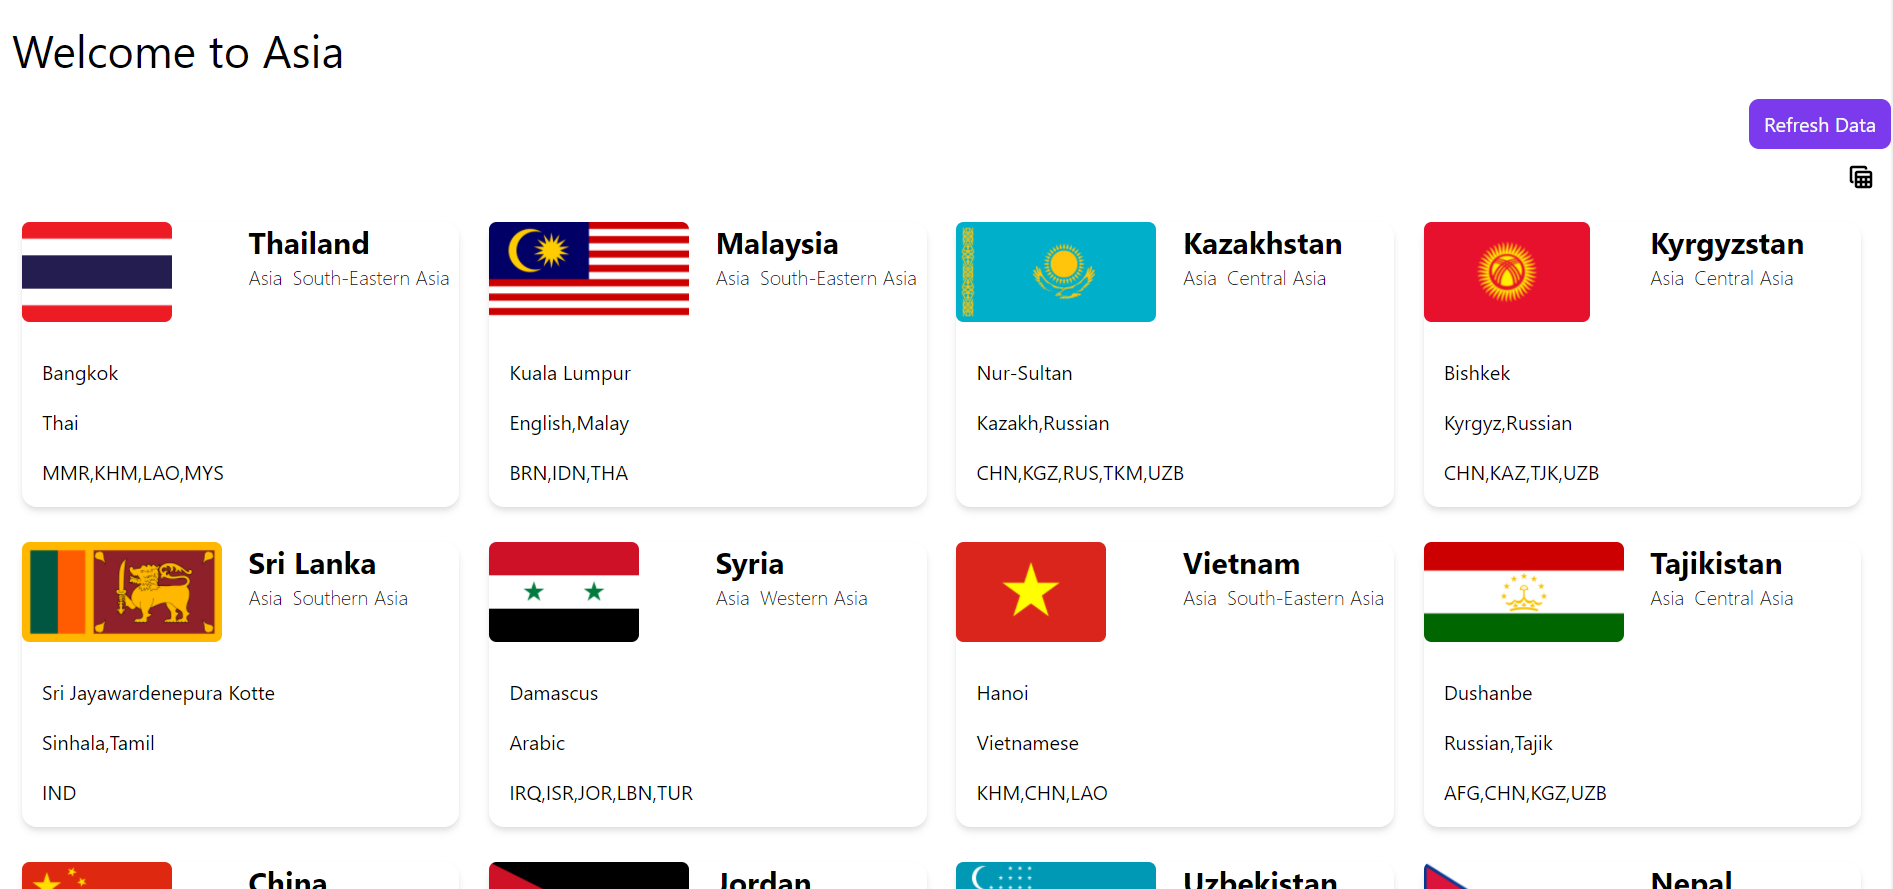 Welcome to Asia
Refresh Data
Thailand
Asia South-Eastern Asia
Bangkok
Thai
MMR,KHM,LAO,MYS
Malaysia
Asia South-Eastern Asia
Kuala Lumpur
English,Malay
BRN,IDN,THA
Kazakhstan
Asia Central Asia
Nur-Sultan
Kazakh,Russian
CHN,KGZ,RUS,TKM,UZB
Kyrgyzstan
Asia Central Asia
Bishkek
Kyrgyz,Russian
CHN,KAZ,TJK,UZB
Sri Lanka
Asia Southern Asia
Sri Jayawardenepura Kotte
Sinhala,Tamil
IND
Syria
Asia Western Asia
Damascus
Arabic
IRQ,ISR,JOR,LBN,TUR
Vietnam
Asia South-Eastern Asia
Hanoi
Vietnamese
KHM,CHN,LAO
Tajikistan
Asia Central Asia
Dushanbe
Russian,Tajik
AFG,CHN,KGZ,UZB
China
Jordan
Uzbekistan
Nepal